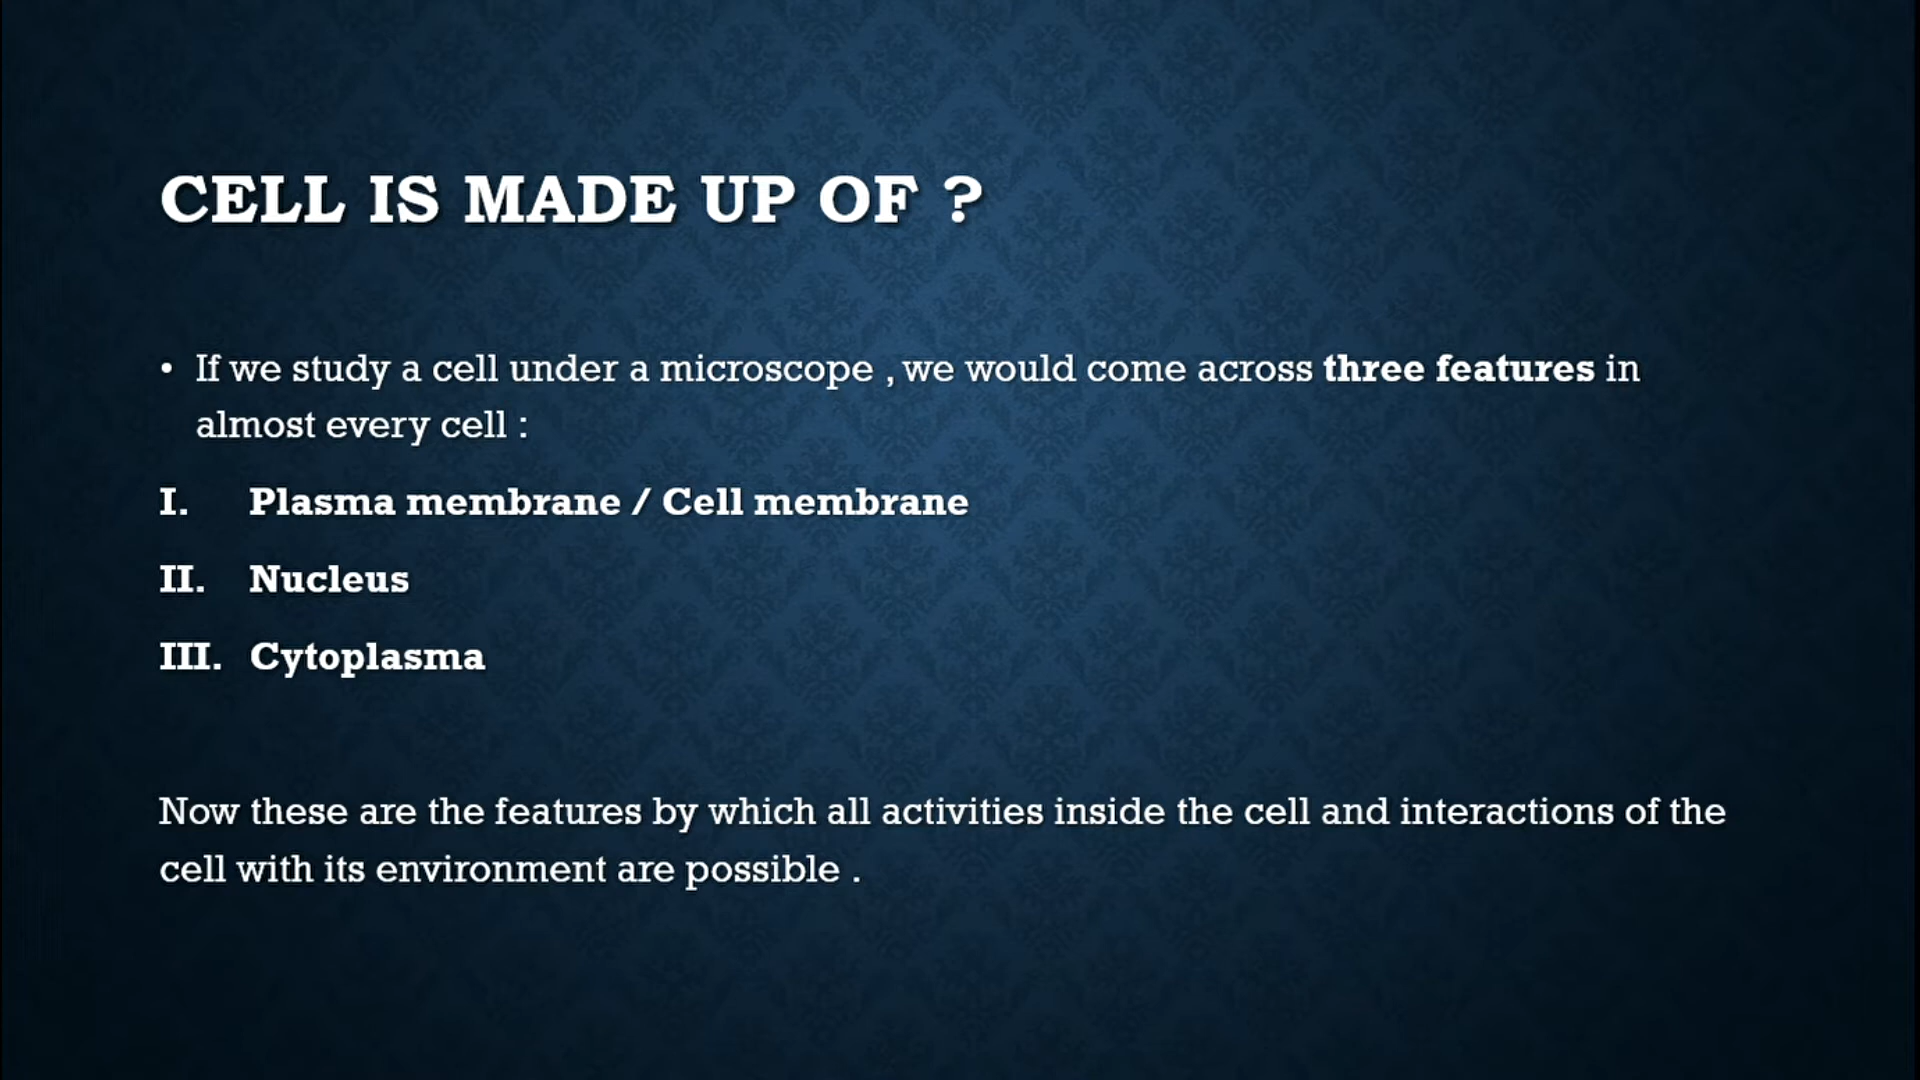 CELL IS MADE UP OF ?
• If we study a cell under a microscope , we would come across three features in
almost every cell :
I. Plasma membrane / Cell membrane
II. Nucleus
III. Cytoplasma
Now these are the features by which all activities inside the cell and interactions of the
cell with its environment are possible .